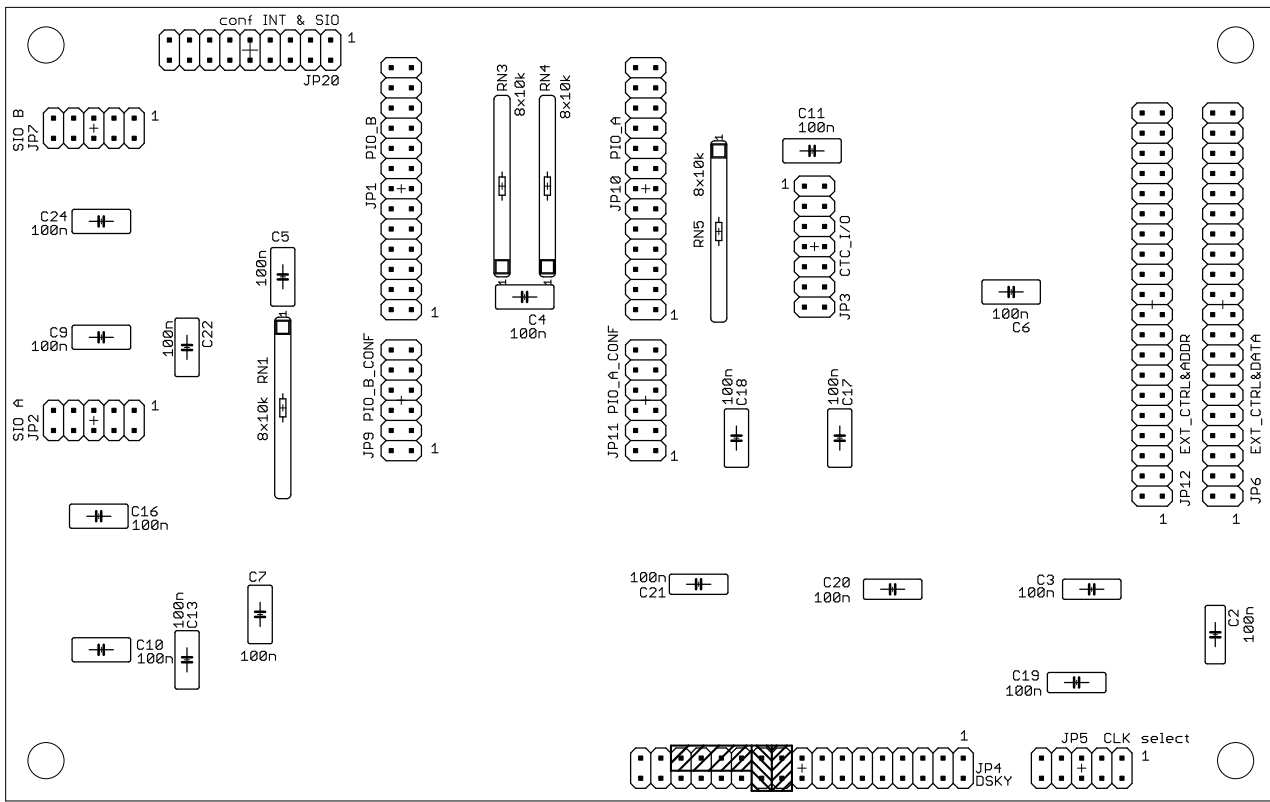 conf INT & SIO
1
JP20
SIO B
JP7
1
PIO_B
JP1
1
RN3
8x10k
1
RN4
8x10k
1
PIO_A
JP10
1
8x10k
RN5
1
C11
100n
1
CTC_I/O
JP3
C24
100n
C5
100n
C4
100n
100n
C6
C9
100n
100n
C22
1
8x10k RN1
JP9 PIO_B_CONF
1
JP11 PIO_A_CONF
1
100n
C18
100n
C17
JP12 EXT_CTRL&ADDR
1
JP6 EXT_CTRL&DATA
1
SIO A
JP2
1
C16
100n
C7
100n
100n
C13
C10
100n
100n
C21
C20
100n
C3
100n
C2
100n
C19
100n
1
JP4
DSKY
JP5 CLK select
1